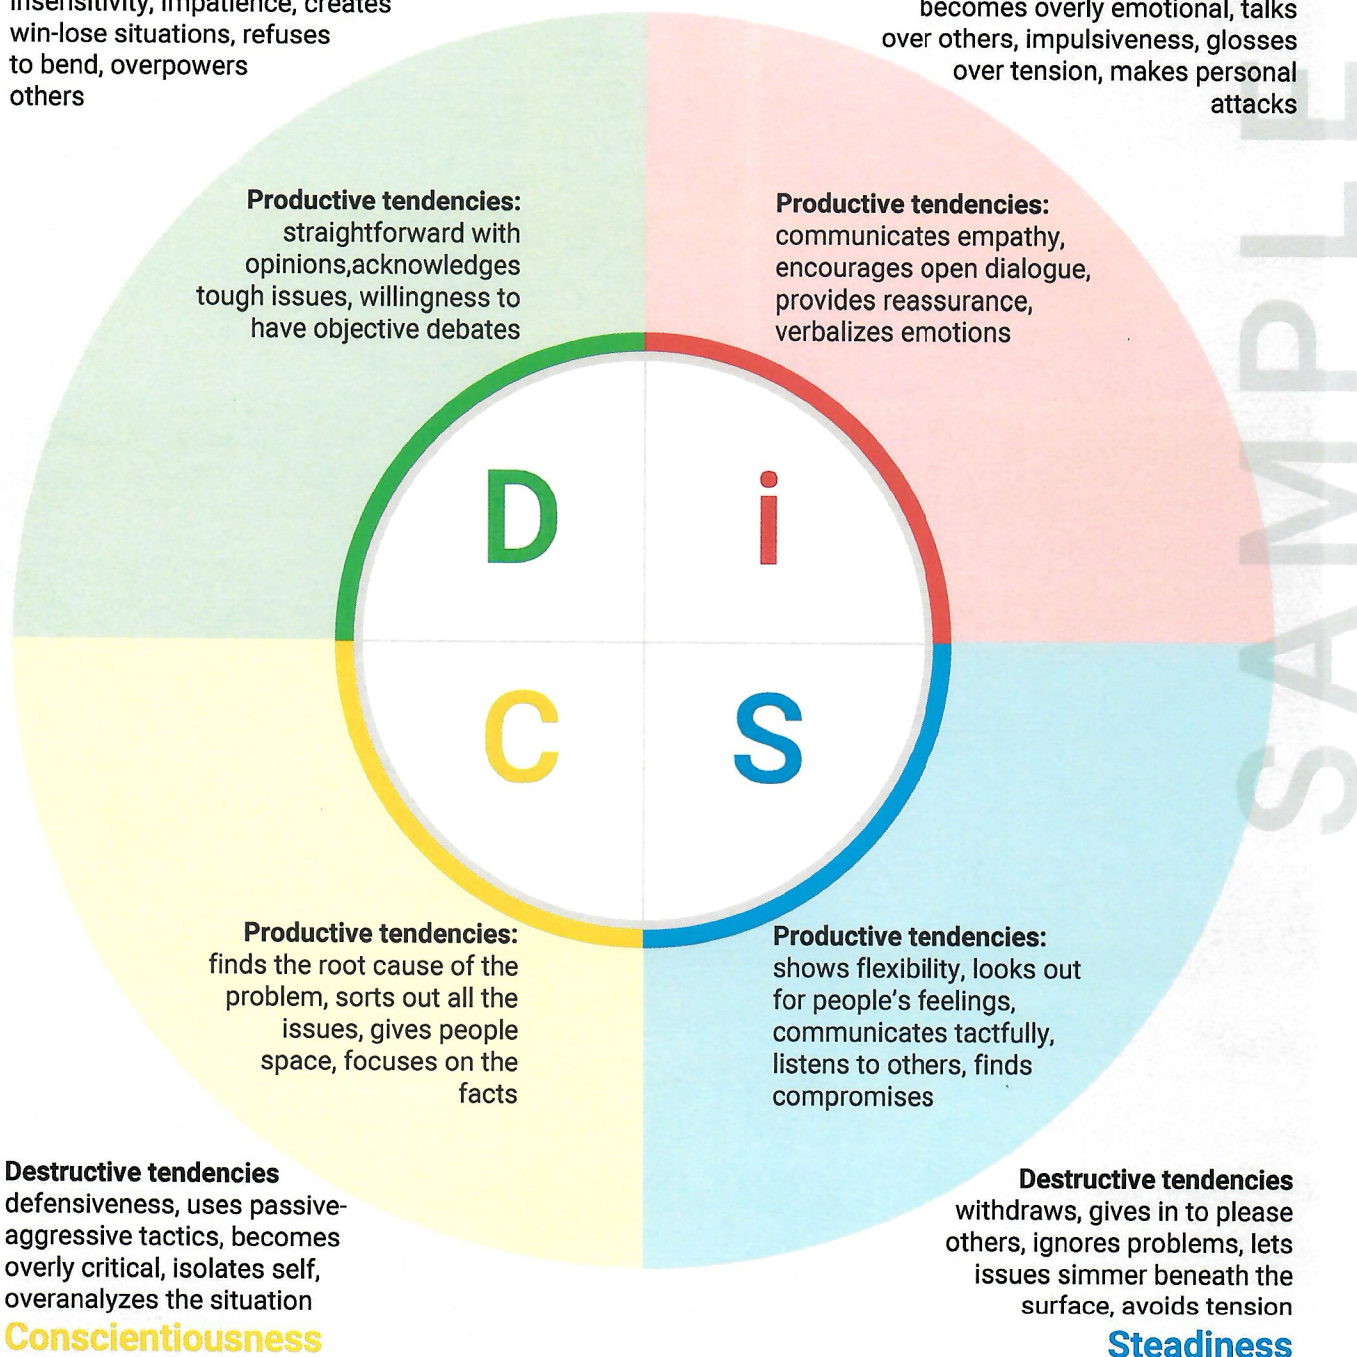 insensitivity, impatience, creates
win-lose situations, refuses
to bend, overpowers
others
becomes overly emotional, talks
over others, impulsiveness, glosses
over tension, makes personal
attacks
Productive tendencies:
straightforward with
opinions,acknowledges
tough issues, willingness to
have objective debates
Productive tendencies:
communicates empathy,
encourages open dialogue,
provides reassurance,
verbalizes emotions
D
i
C
S
Productive tendencies:
finds the root cause of the
problem, sorts out all the
issues, gives people
space, focuses on the
facts
Productive tendencies:
shows flexibility, looks out
for people's feelings,
communicates tactfully,
listens to others, finds
compromises
Destructive tendencies
defensiveness, uses passive-
aggressive tactics, becomes
overly critical, isolates self,
overanalyzes the situation
Conscientiousness
Destructive tendencies
withdraws, gives in to please
others, ignores problems, lets
issues simmer beneath the
surface, avoids tension
Steadiness
SAMPLE